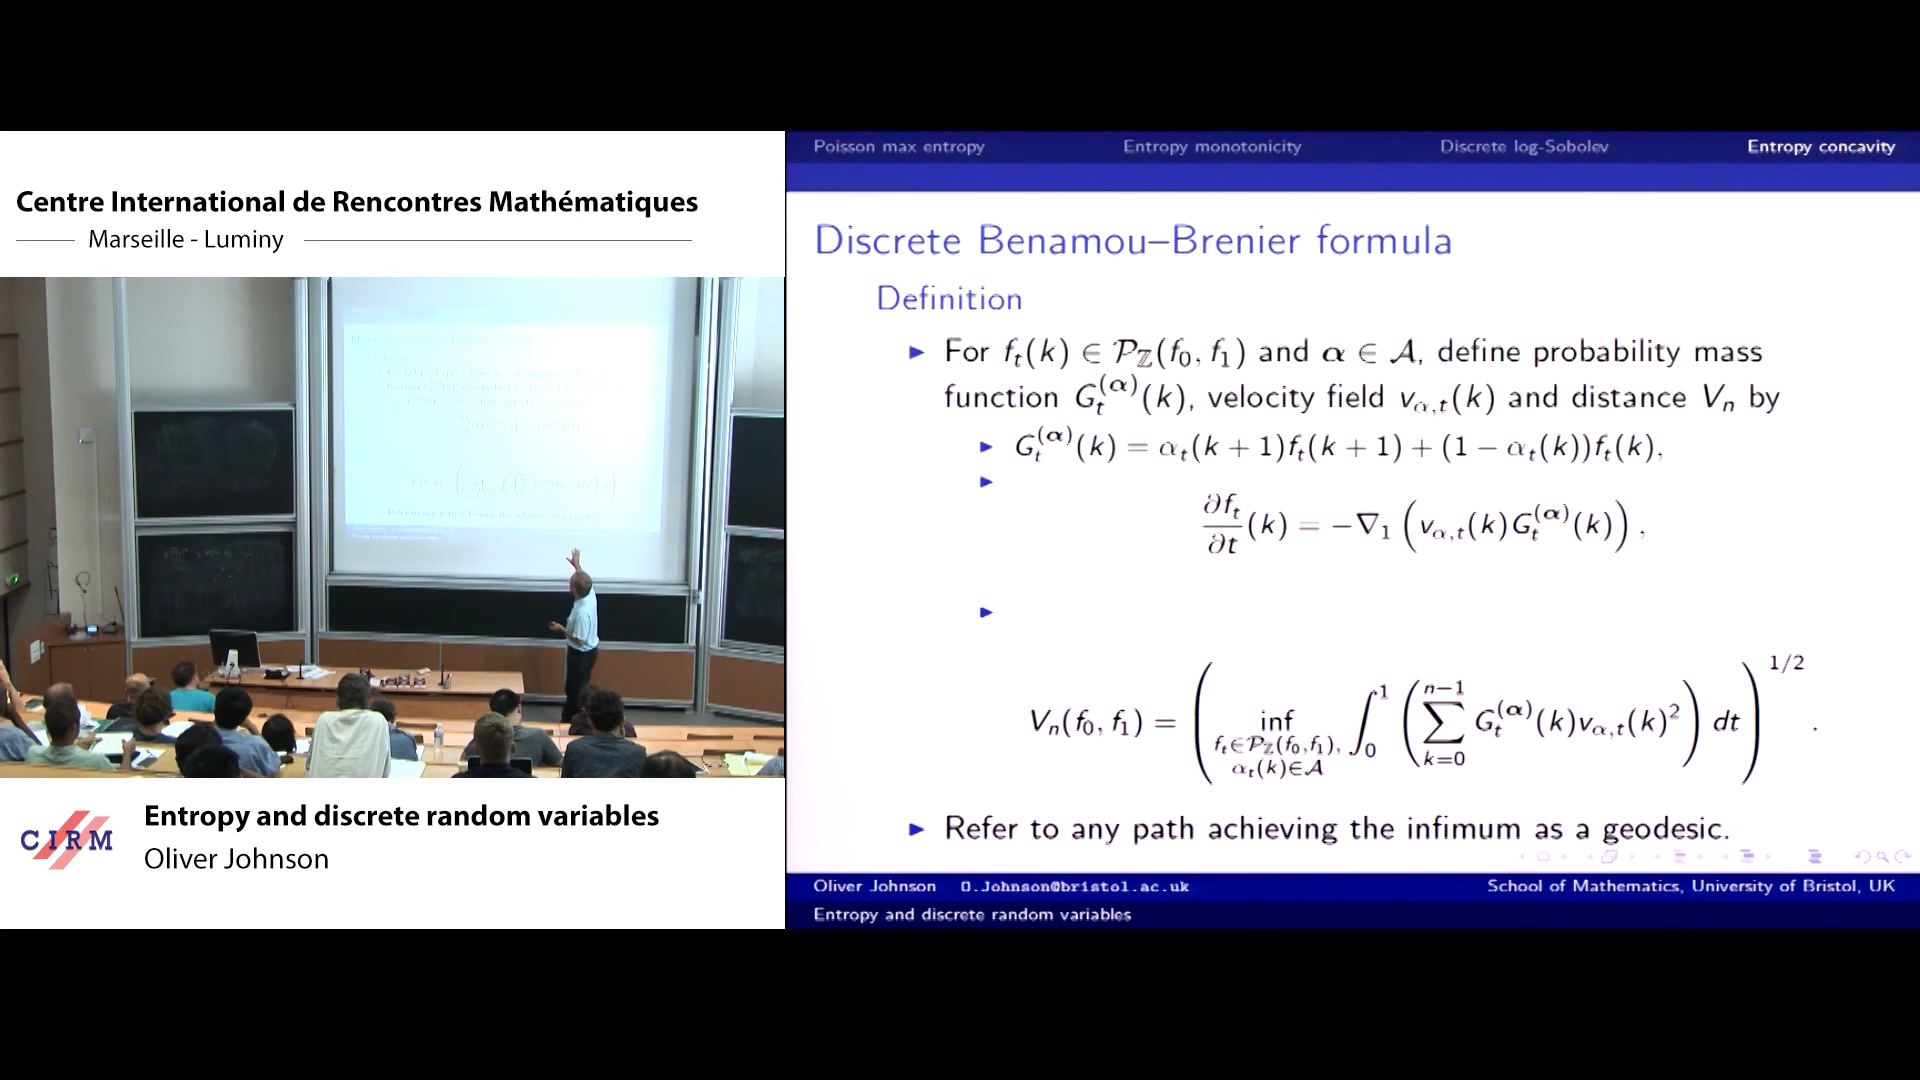 Centre International de Rencontres Mathématiques
Marseille - Luminy
CIRM
Entropy and discrete random variables
Oliver Johnson
Poisson max entropy Entropy monotonicity Discrete log-Sobolev Entropy concavity
Discrete Benamou–Brenier formula
Definition
▶ For f_t(k) ∈ 𝒫_ℤ(f_0, f_1) and α ∈ 𝒜, define probability mass
function G_t^{(α)}(k), velocity field v_{α,t}(k) and distance V_n by
▶ G_t^{(α)}(k) = α_t(k + 1)f_t(k + 1) + (1 − α_t(k))f_t(k),
▶ ∂f_t/∂t (k) = −∇_1 (v_{α,t}(k)G_t^{(α)}(k)),
▶ V_n(f_0, f_1) = (inf_{f_t∈𝒫_ℤ(f_0,f_1), α_t(k)∈𝒜} ∫_0^1 (∑_{k=0}^{n−1} G_t^{(α)}(k)v_{α,t}(k)^2) dt)^{1/2}.
▶ Refer to any path achieving the infimum as a geodesic.
Oliver Johnson O.Johnson@bristol.ac.uk School of Mathematics, University of Bristol, UK
Entropy and discrete random variables